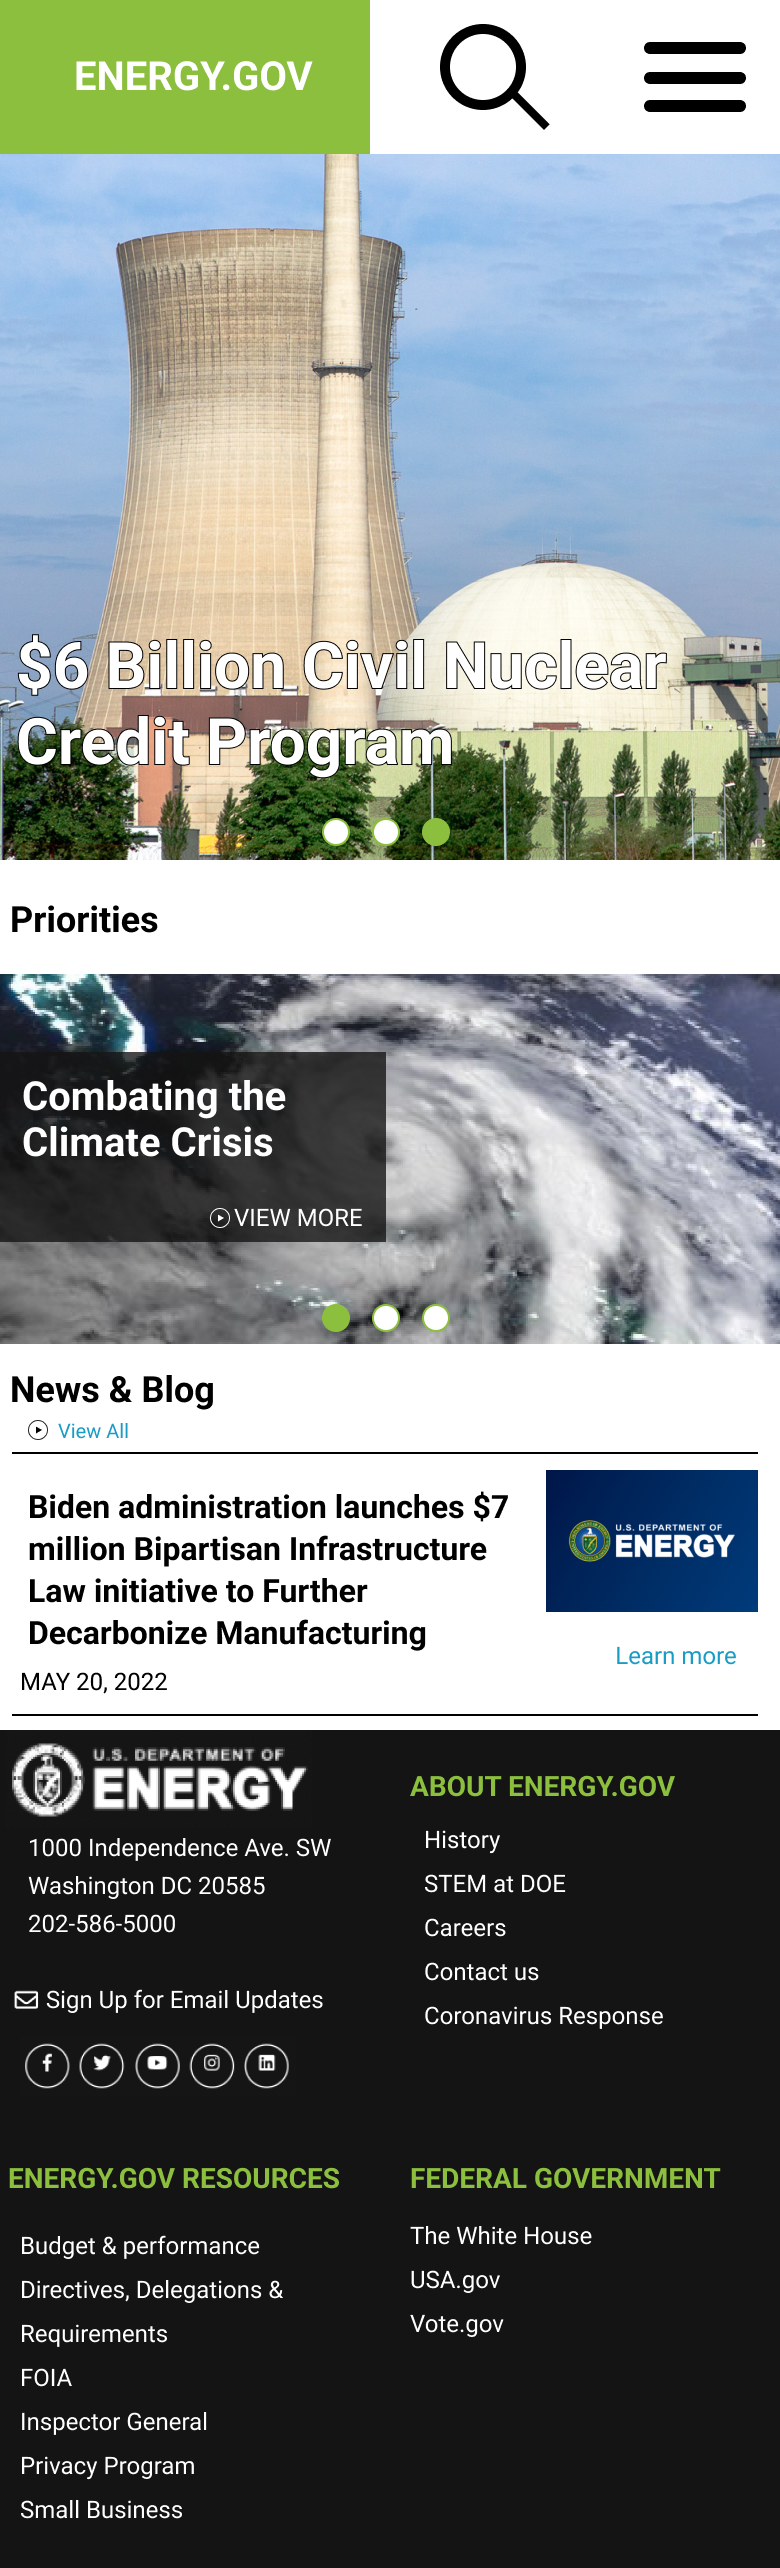 ENERGY.GOV
$6 Billion Civil Nuclear
Credit Program
Priorities
Combating the
Climate Crisis
VIEW MORE
News & Blog
View All
Biden administration launches $7
million Bipartisan Infrastructure
Law initiative to Further
Decarbonize Manufacturing
MAY 20, 2022
U.S. DEPARTMENT OF
ENERGY
Learn more
U.S. DEPARTMENT OF
ENERGY
1000 Independence Ave. SW
Washington DC 20585
202-586-5000
Sign Up for Email Updates
ABOUT ENERGY.GOV
History
STEM at DOE
Careers
Contact us
Coronavirus Response
ENERGY.GOV RESOURCES
Budget & performance
Directives, Delegations &
Requirements
FOIA
Inspector General
Privacy Program
Small Business
FEDERAL GOVERNMENT
The White House
USA.gov
Vote.gov